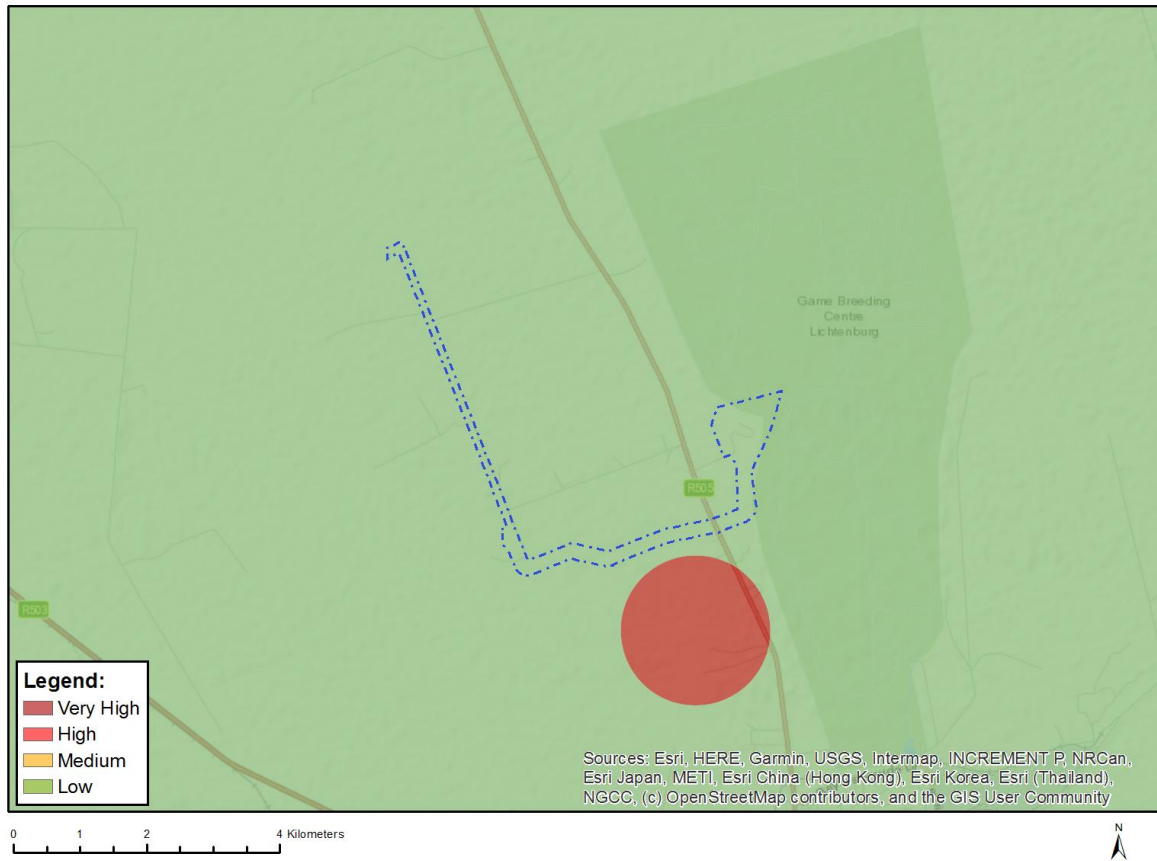 Game Breeding
Centre
Lichtenburg
R505
R503
Legend:
Very High
High
Medium
Low
Sources: Esri, HERE, Garmin, USGS, Intermap, INCREMENT P, NRCan,
Esri Japan, METI, Esri China (Hong Kong), Esri Korea, Esri (Thailand),
NGCC, (c) OpenStreetMap contributors, and the GIS User Community
0 1 2 4 Kilometers
N